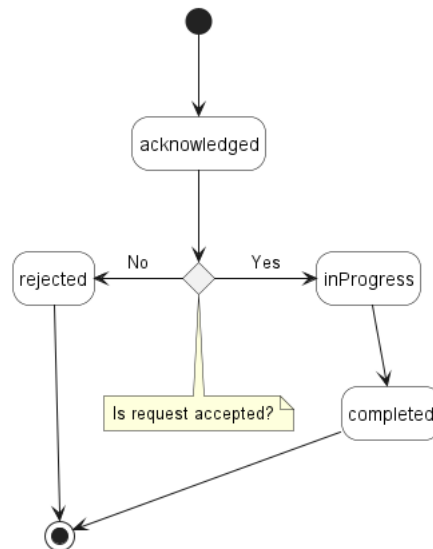 acknowledged
No
Yes
rejected
inProgress
Is request accepted?
completed